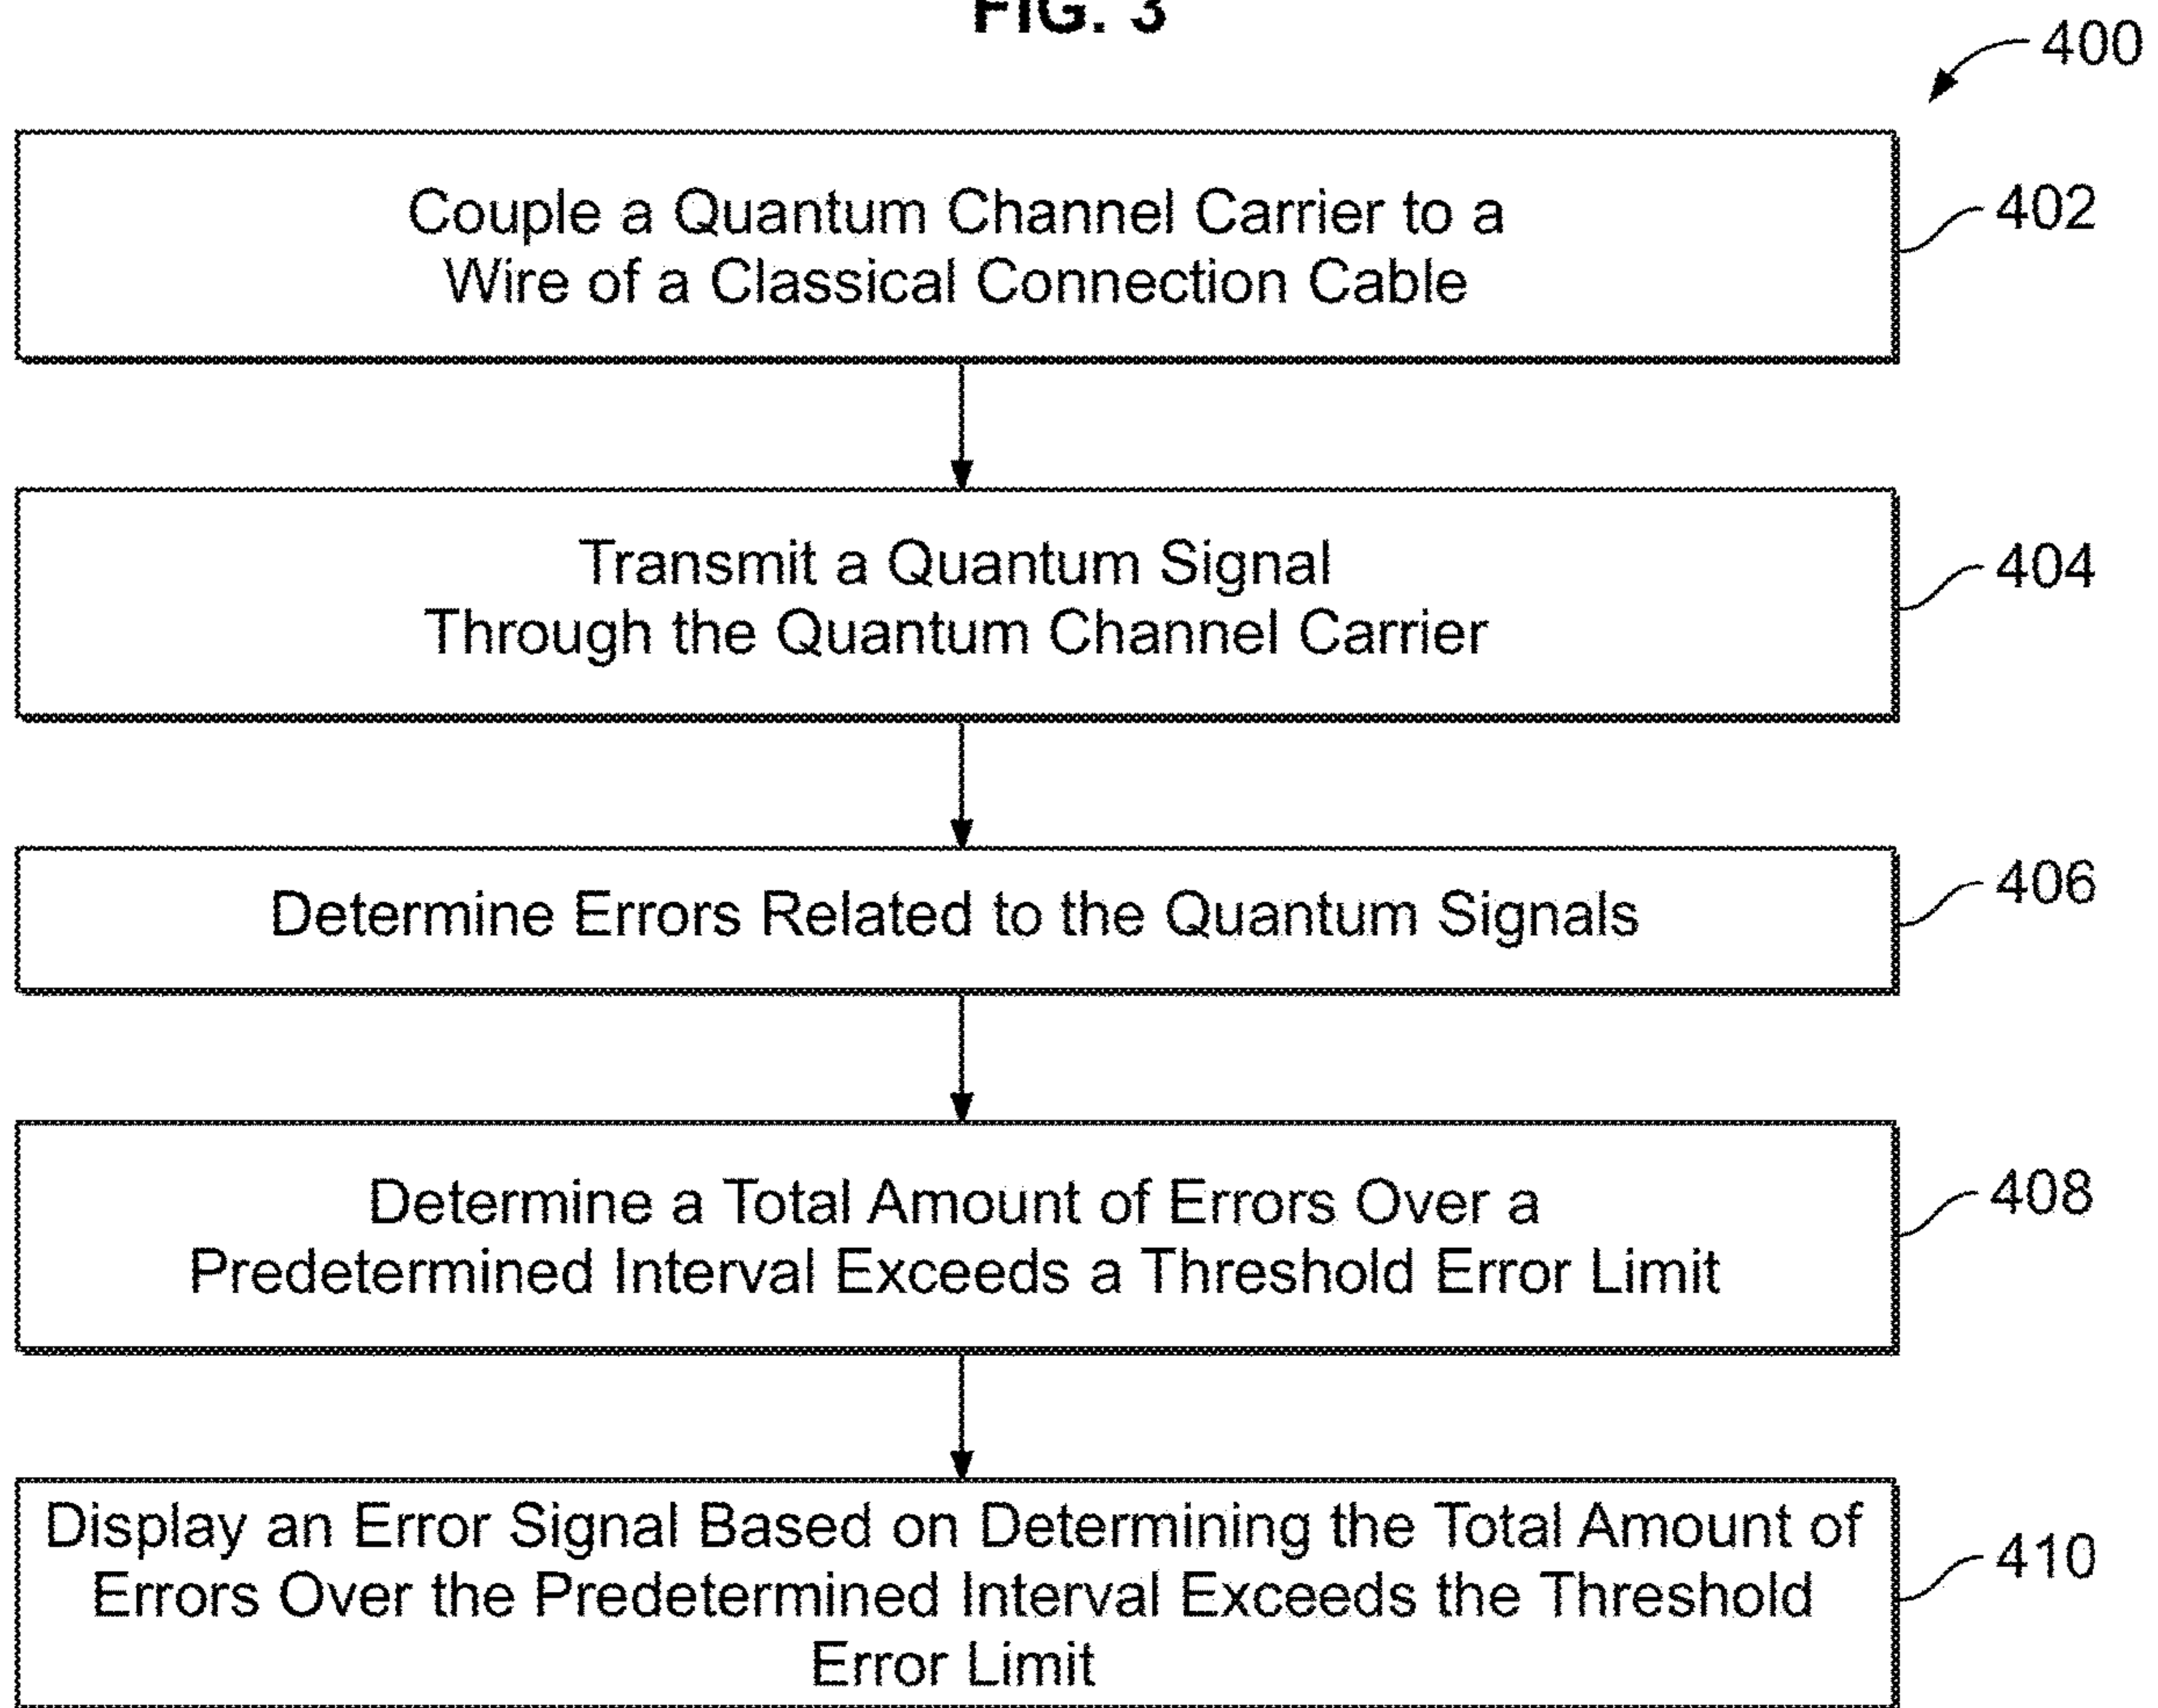 FIG. 3
400
Couple a Quantum Channel Carrier to a
Wire of a Classical Connection Cable
402
Transmit a Quantum Signal
Through the Quantum Channel Carrier
404
Determine Errors Related to the Quantum Signals
406
Determine a Total Amount of Errors Over a
Predetermined Interval Exceeds a Threshold Error Limit
408
Display an Error Signal Based on Determining the Total Amount of
Errors Over the Predetermined Interval Exceeds the Threshold
Error Limit
410